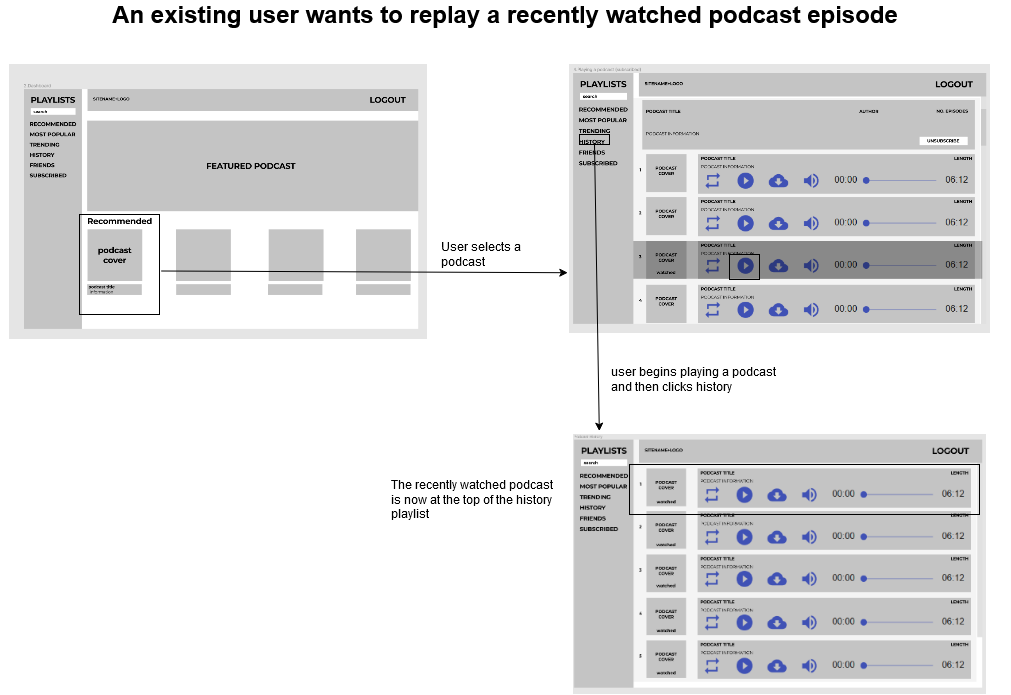 An existing user wants to replay a recently watched podcast episode
PLAYLISTS
search
RECOMMENDED
MOST POPULAR
TRENDING
HISTORY
FRIENDS
SUBSCRIBED
SITENAME+LOGO
LOGOUT
FEATURED PODCAST
Recommended
podcast
cover
podcast title
information
User selects a
podcast
PLAYLISTS
search
RECOMMENDED
MOST POPULAR
TRENDING
HISTORY
FRIENDS
SUBSCRIBED
SITENAME+LOGO
LOGOUT
PODCAST TITLE
AUTHOR
NO. EPISODES
PODCAST INFORMATION
UNSUBSCRIBE
1
PODCAST
COVER
PODCAST TITLE
LENGTH
PODCAST INFORMATION
00:00
06:12
2
PODCAST
COVER
PODCAST TITLE
LENGTH
PODCAST INFORMATION
00:00
06:12
3
PODCAST
COVER
watched
PODCAST TITLE
LENGTH
PODCAST INFORMATION
00:00
06:12
4
PODCAST
COVER
PODCAST TITLE
LENGTH
PODCAST INFORMATION
00:00
06:12
user begins playing a podcast
and then clicks history
The recently watched podcast
is now at the top of the history
playlist
PLAYLISTS
search
RECOMMENDED
MOST POPULAR
TRENDING
HISTORY
FRIENDS
SUBSCRIBED
SITENAME+LOGO
LOGOUT
1
PODCAST
COVER
watched
PODCAST TITLE
LENGTH
PODCAST INFORMATION
00:00
06:12
2
PODCAST
COVER
watched
PODCAST TITLE
LENGTH
PODCAST INFORMATION
00:00
06:12
3
PODCAST
COVER
watched
PODCAST TITLE
LENGTH
PODCAST INFORMATION
00:00
06:12
4
PODCAST
COVER
watched
PODCAST TITLE
LENGTH
PODCAST INFORMATION
00:00
06:12
5
PODCAST
COVER
watched
PODCAST TITLE
LENGTH
PODCAST INFORMATION
00:00
06:12